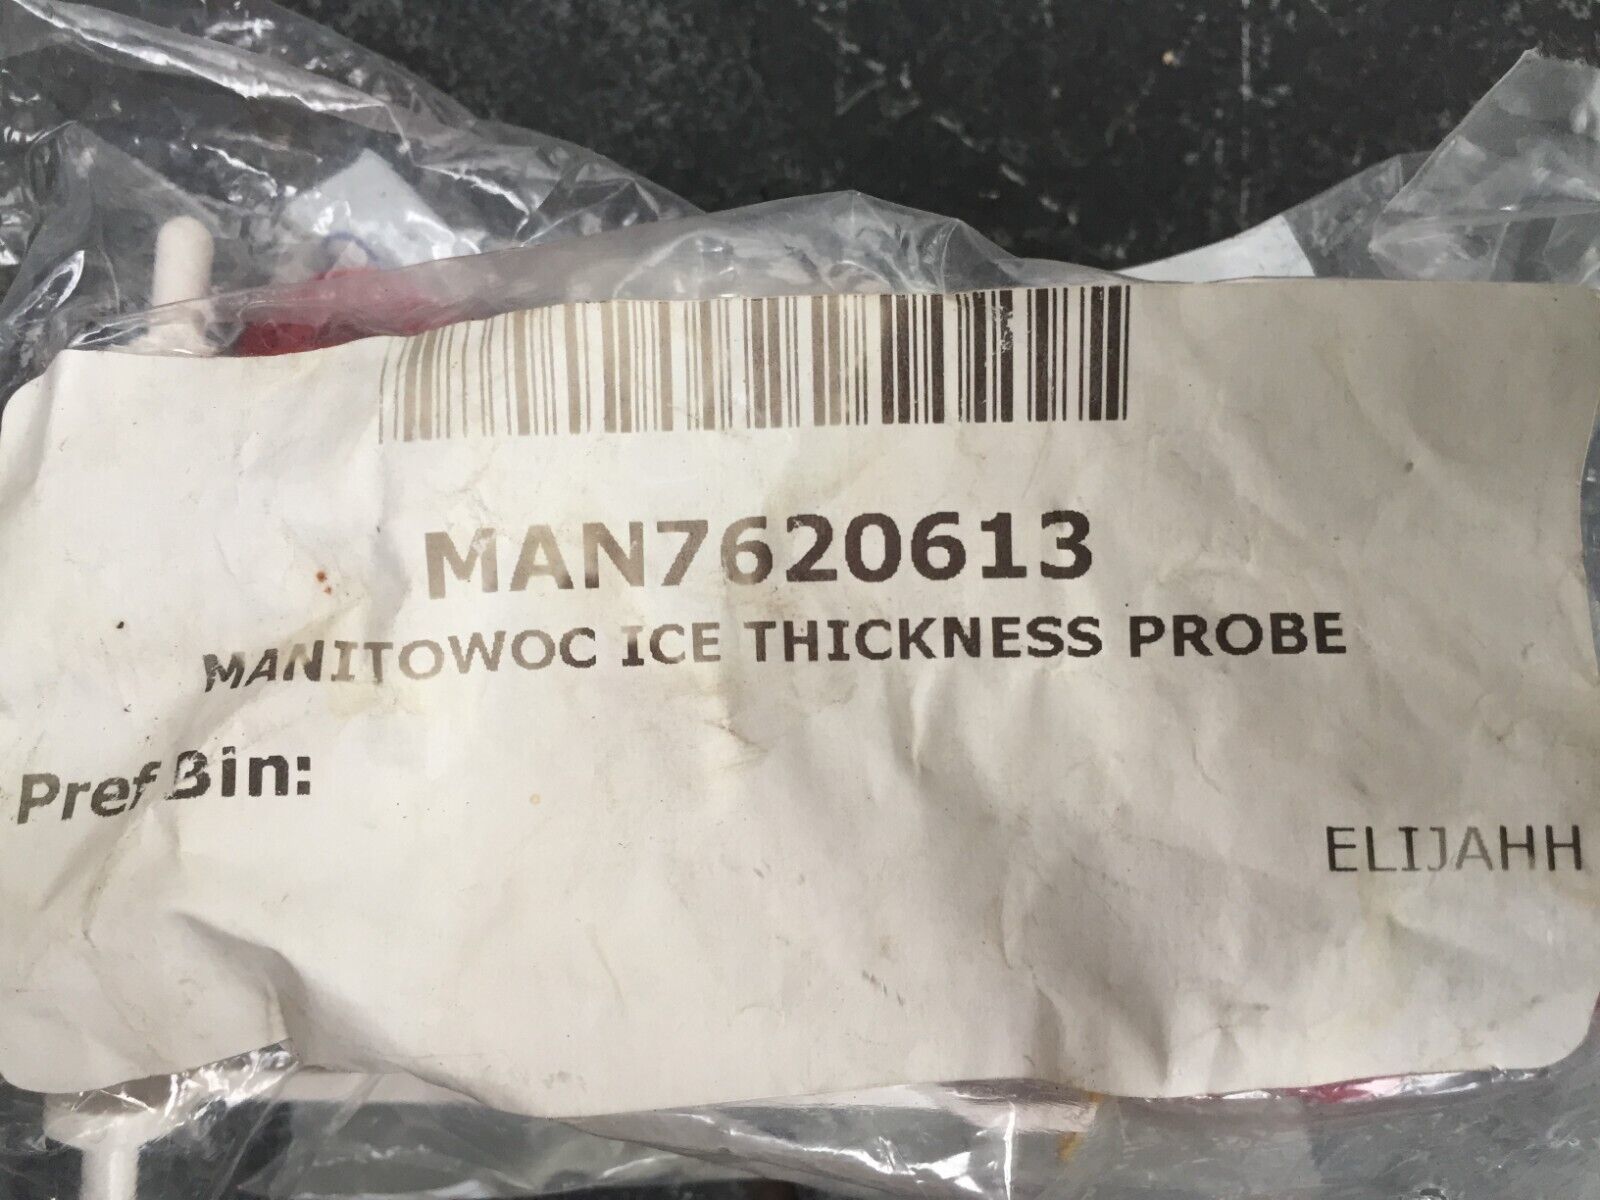 MAN7620613
MANITOWOC ICE THICKNESS PROBE
Pref Bin:
ELIJAHH